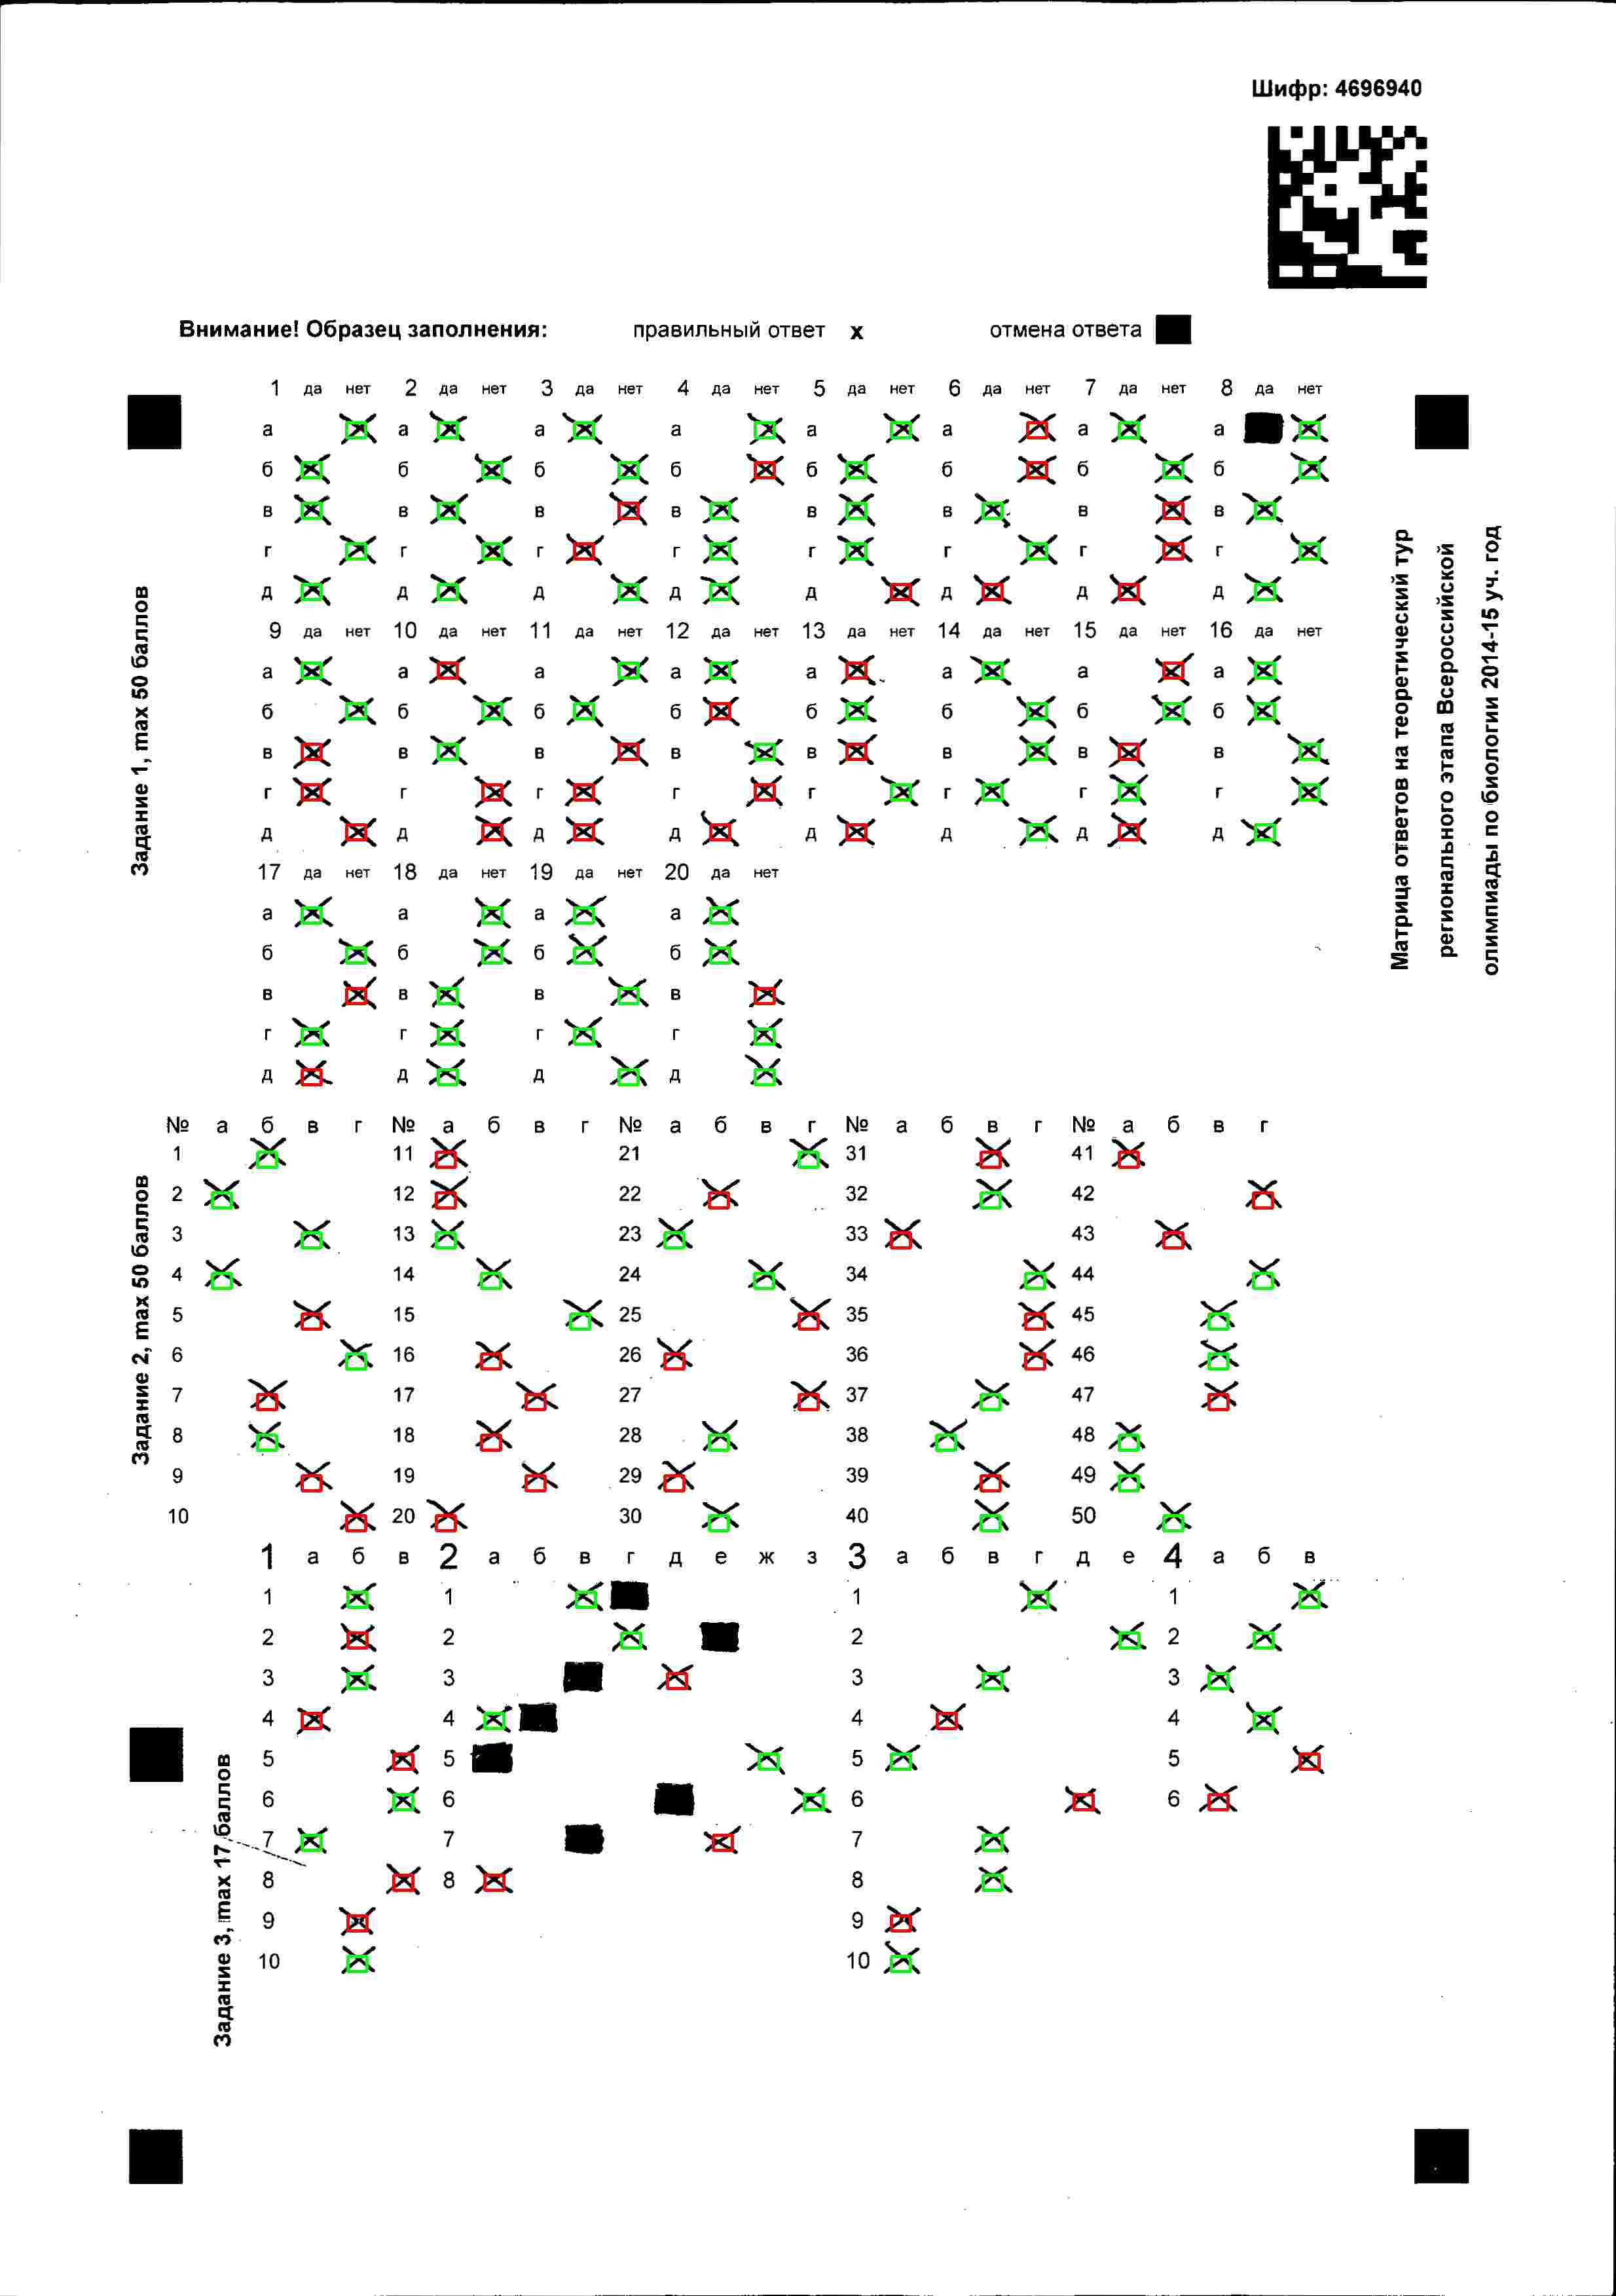 Шифр: 4696940
Внимание! Образец заполнения: правильный ответ х отмена ответа
Матрица ответов на теоретический тур
регионального этапа Всероссийской
олимпиады по биологии 2014-15 уч. год
Задание 1, max 50 баллов
1 да нет 2 да нет 3 да нет 4 да нет 5 да нет 6 да нет 7 да нет 8 да нет
а а а а а а а а
б б б б б б б б
в в в в в в в в
г г г г г г г г
д д д д д д д д
9 да нет 10 да нет 11 да нет 12 да нет 13 да нет 14 да нет 15 да нет 16 да нет
а а а а а а а а
б б б б б б б б
в в в в в в в в
г г г г г г г г
д д д д д д д д
17 да нет 18 да нет 19 да нет 20 да нет
а а а а
б б б б
в в в в
г г г г
д д д д
Задание 2, max 50 баллов
№ а б в г № а б в г № а б в г № а б в г № а б в г
1 11 21 31 41
2 12 22 32 42
3 13 23 33 43
4 14 24 34 44
5 15 25 35 45
6 16 26 36 46
7 17 27 37 47
8 18 28 38 48
9 19 29 39 49
10 20 30 40 50
Задание 3, max 17 баллов
1 а б в 2 а б в г д е ж з 3 а б в г д е 4 а б в
1 1 1 1
2 2 2 2
3 3 3 3
4 4 4 4
5 5 5 5
6 6 6 6
7 7 7
8 8 8
9 9
10 10